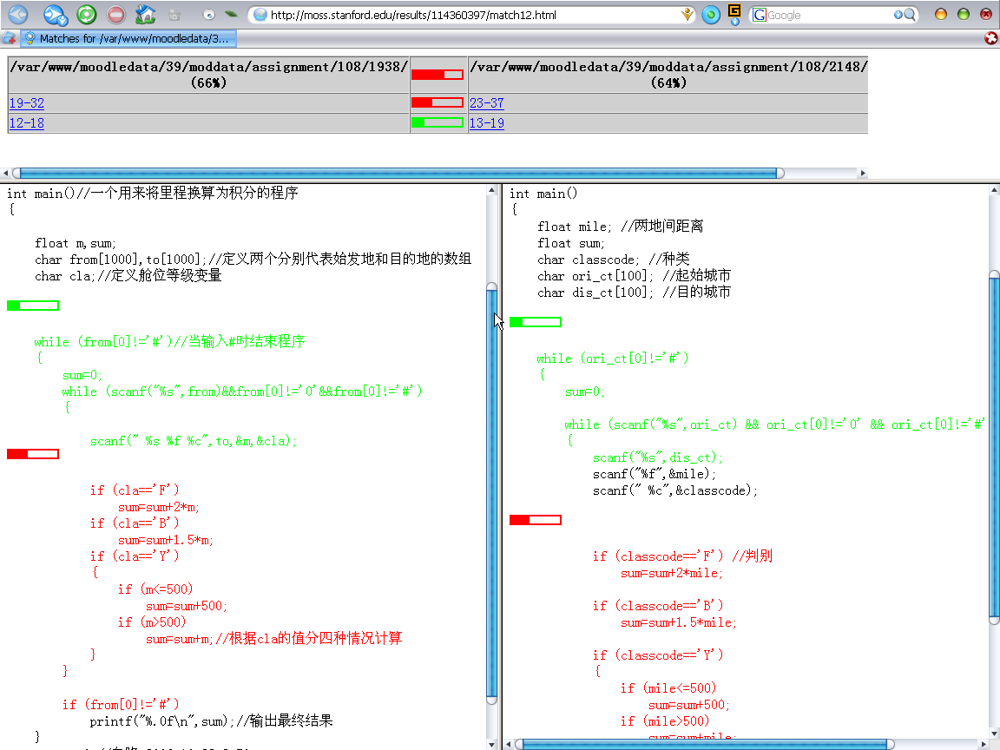 http://moss.stanford.edu/results/114360397/match12.html
Google
Matches for /var/www/moodledata/3...
/var/www/moodledata/39/moddata/assignment/108/1938/
(66%)
/var/www/moodledata/39/moddata/assignment/108/2148/
(64%)
19-32
23-37
12-18
13-19
int main()//一个用来将里程换算为积分的程序
{
float m,sum;
char from[1000],to[1000];//定义两个分别代表始发地和目的地的数组
char cla;//定义舱位等级变量
while (from[0]!='#')//当输入#时结束程序
{
sum=0;
while (scanf("%s",from)&&from[0]!='0'&&from[0]!='#')
{
scanf(" %s %f %c",to,&m,&cla);
if (cla=='F')
sum=sum+2*m;
if (cla=='B')
sum=sum+1.5*m;
if (cla=='Y')
{
if (m<=500)
sum=sum+500;
if (m>500)
sum=sum+m;//根据cla的值分四种情况计算
}
}
if (from[0]!='#')
printf("%.0f\n",sum);//输出最终结果
}
int main()
{
float mile; //两地间距离
float sum;
char classcode; //种类
char ori_ct[100]; //起始城市
char dis_ct[100]; //目的城市
while (ori_ct[0]!='#')
{
sum=0;
while (scanf("%s",ori_ct) && ori_ct[0]!='0' && ori_ct[0]!='#'
{
scanf("%s",dis_ct);
scanf("%f",&mile);
scanf(" %c",&classcode);
if (classcode=='F') //判别
sum=sum+2*mile;
if (classcode=='B')
sum=sum+1.5*mile;
if (classcode=='Y')
{
if (mile<=500)
sum=sum+500;
if (mile>500)
sum=sum+mile;